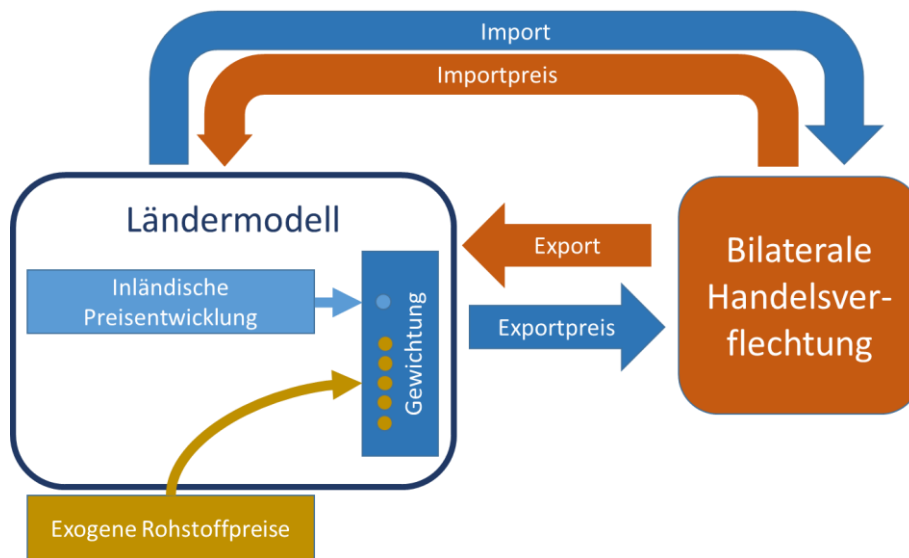 Import
Importpreis
Ländermodell
Inländische
Preisentwicklung
Gewichtung
Exogene Rohstoffpreise
Export
Exportpreis
Bilaterale
Handelsver-
flechtung